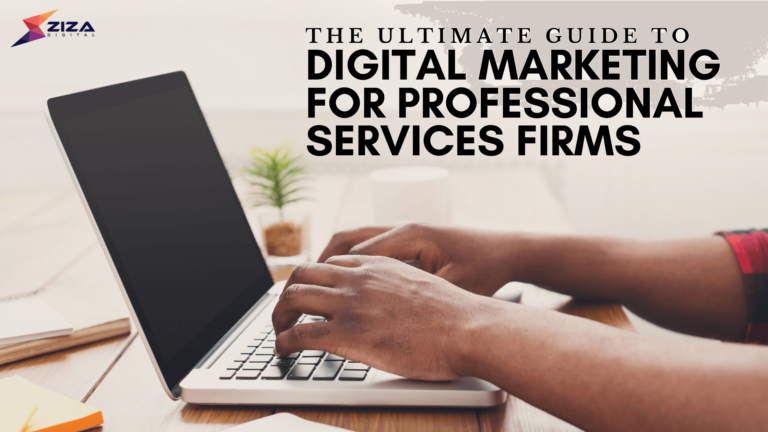 ZIZA
DIGITAL
THE ULTIMATE GUIDE TO
DIGITAL MARKETING
FOR PROFESSIONAL
SERVICES FIRMS